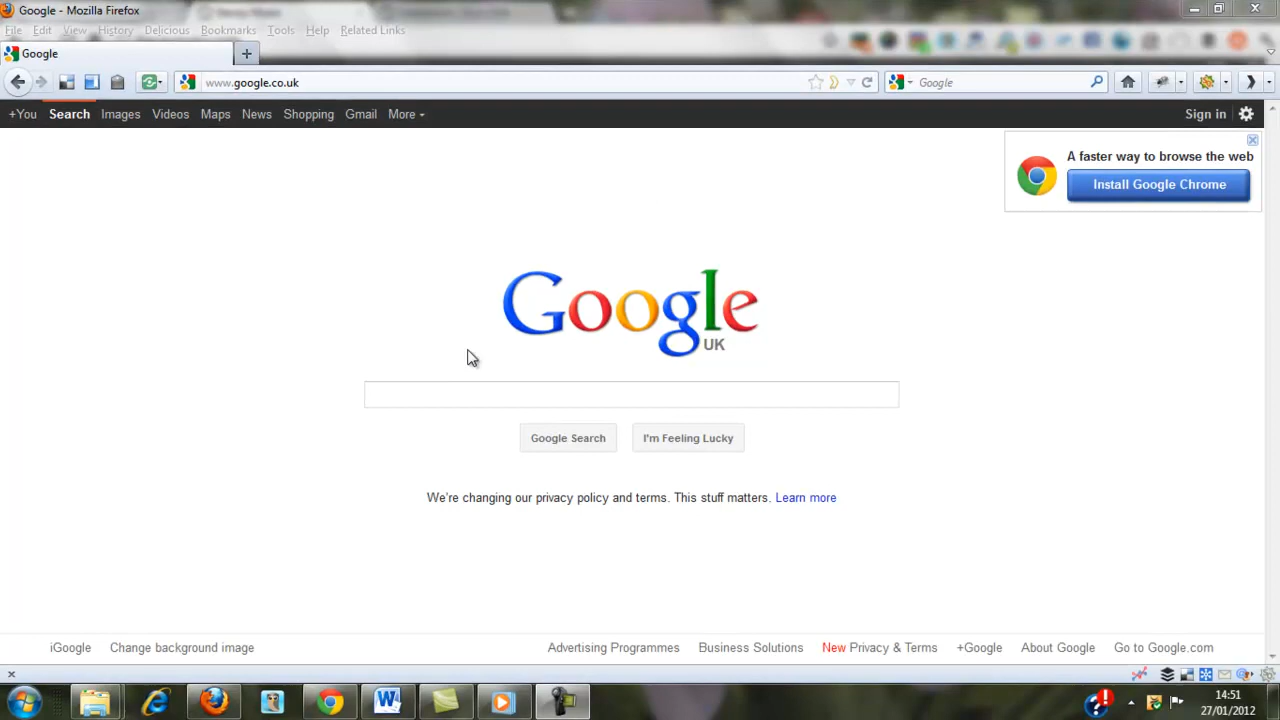 Google - Mozilla Firefox
File Edit View History Delicious Bookmarks Tools Help Related Links
Google
www.google.co.uk
Google
+You Search Images Videos Maps News Shopping Gmail More
Sign in
A faster way to browse the web
Install Google Chrome
Google
UK
Google Search
I'm Feeling Lucky
We're changing our privacy policy and terms. This stuff matters. Learn more
iGoogle Change background image Advertising Programmes Business Solutions New Privacy & Terms +Google About Google Go to Google.com
14:51
27/01/2012